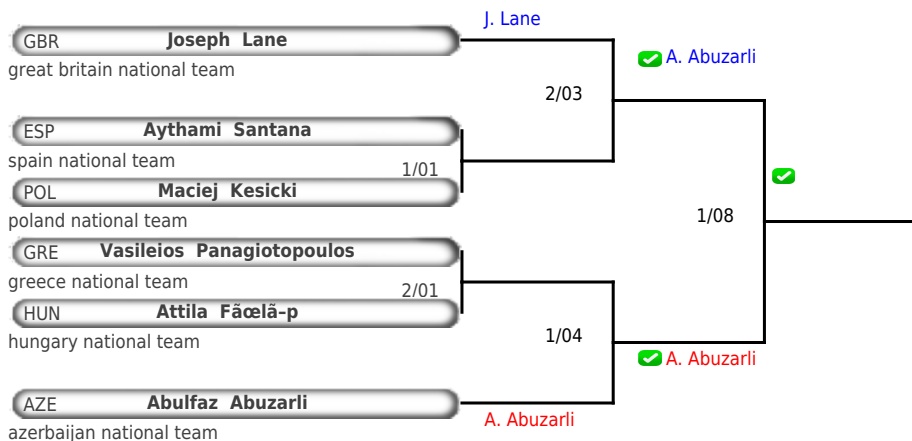 J. Lane
GBR Joseph Lane
great britain national team
A. Abuzarli
2/03
ESP Aythami Santana
spain national team
1/01
POL Maciej Kesicki
poland national team
1/08
GRE Vasileios Panagiotopoulos
greece national team
2/01
HUN Attila Fãœlã–p
hungary national team
1/04
A. Abuzarli
AZE Abulfaz Abuzarli
A. Abuzarli
azerbaijan national team